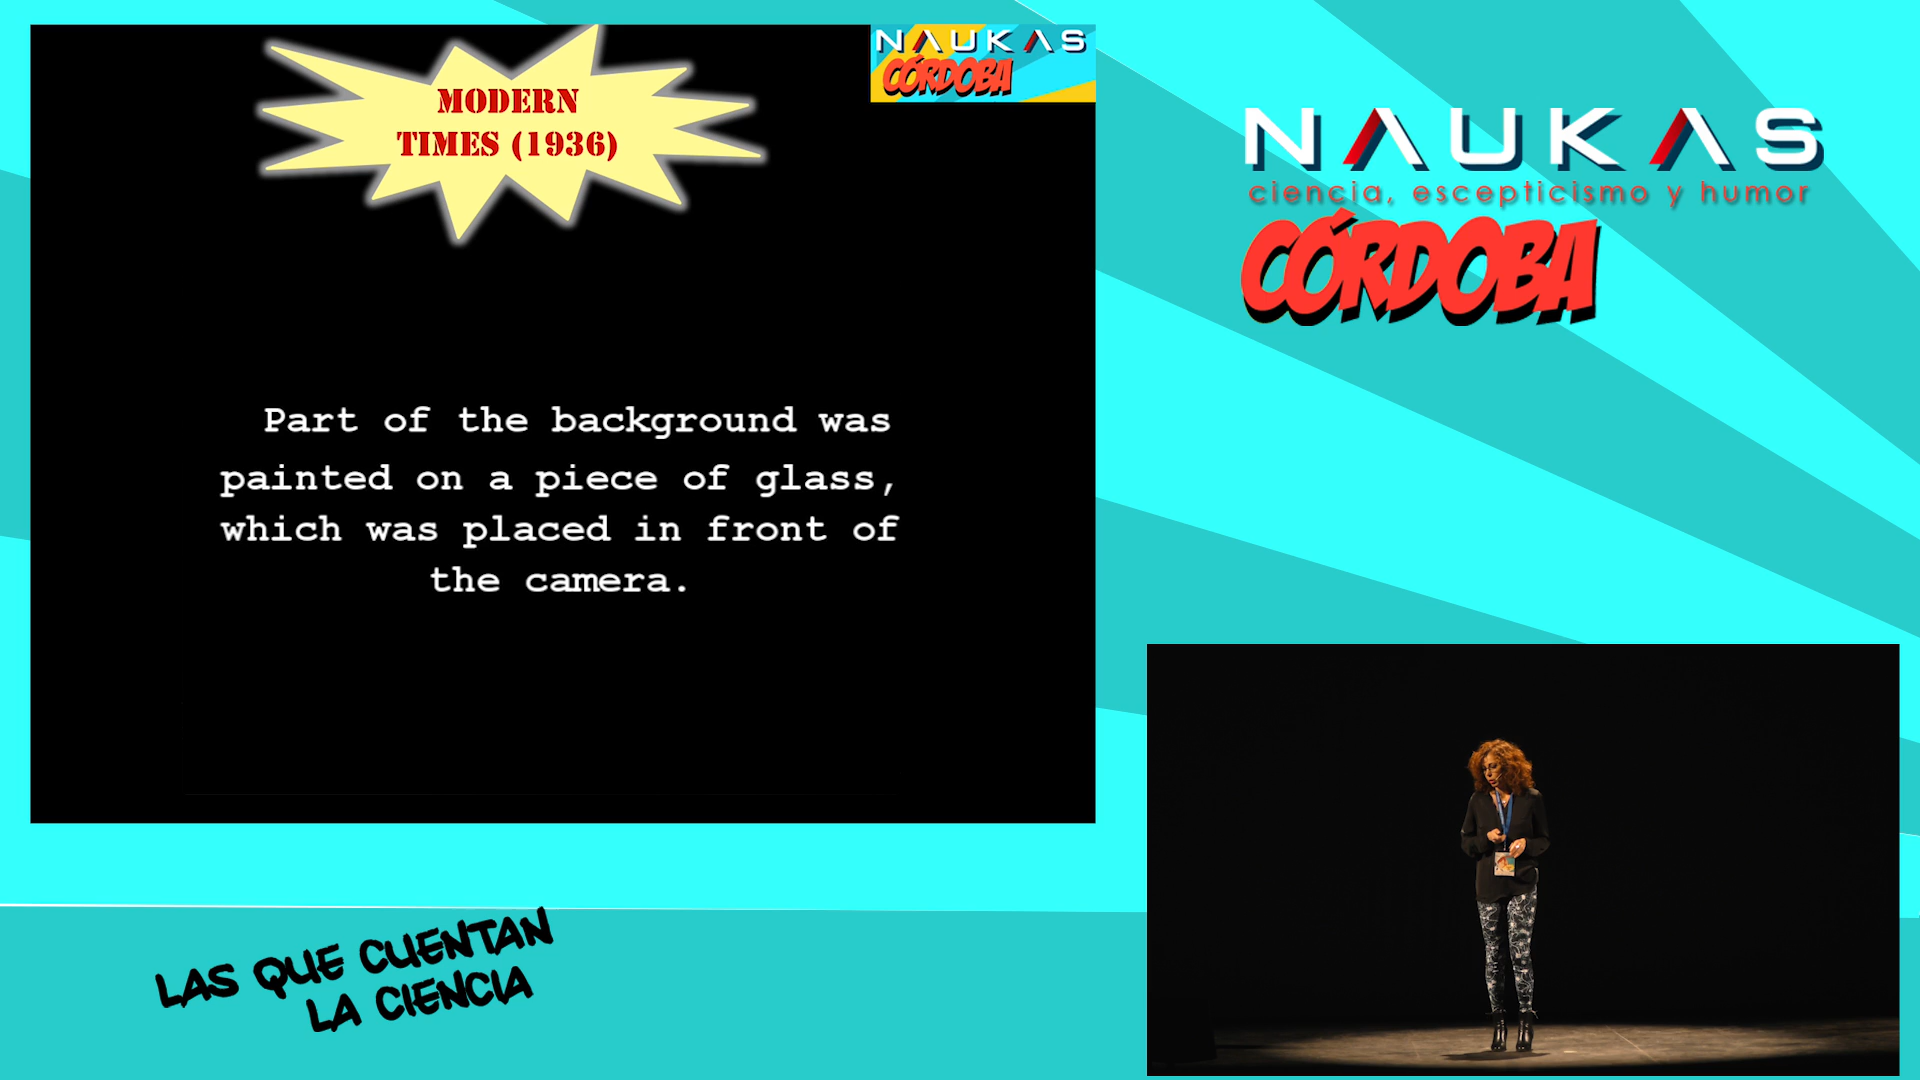 MODERN
TIMES (1936)
NAUKAS
CÓRDOBA
Part of the background was
painted on a piece of glass,
which was placed in front of
the camera.
NAUKAS
ciencia, escepticismo y humor
CÓRDOBA
LAS QUE CUENTAN
LA CIENCIA